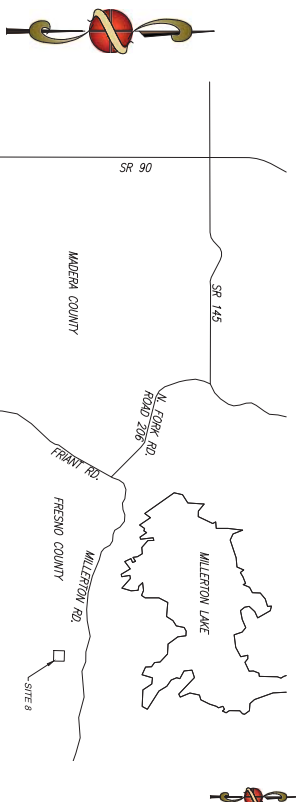 SR 90
SR 145
MADERA COUNTY
N. FORK RD.
ROAD 206
FRIANT RD.
MILLERTON LAKE
MILLERTON RD.
FRESNO COUNTY
SITE 8